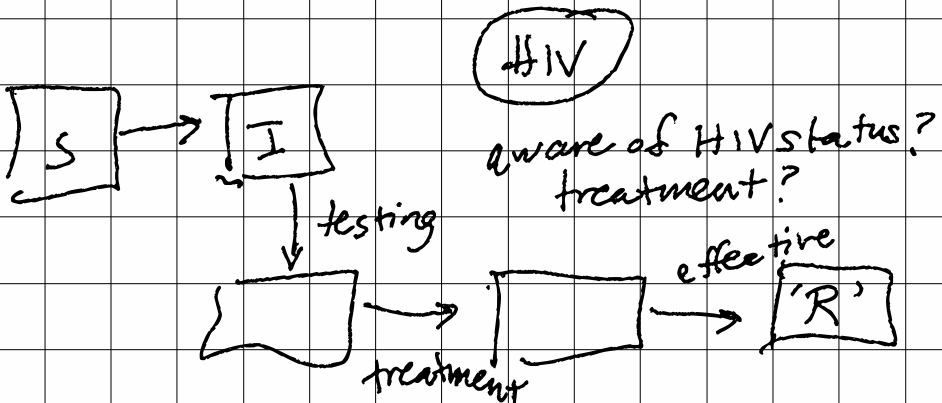 HIV
S
I
aware of HIV status?
treatment?
testing
effective
'R'
treatment